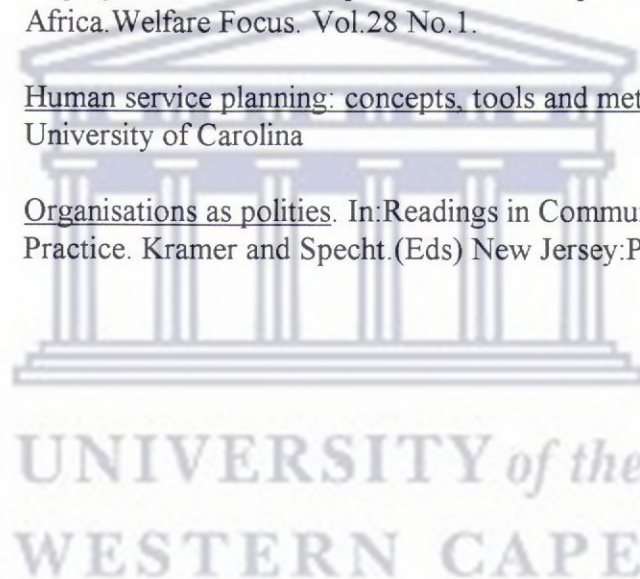 Africa.Welfare Focus. Vol.28 No.1.
Human service planning: concepts, tools and met
University of Carolina
Organisations as polities. In:Readings in Commu
Practice. Kramer and Specht.(Eds) New Jersey:P
UNIVERSITY of the
WESTERN CAPE